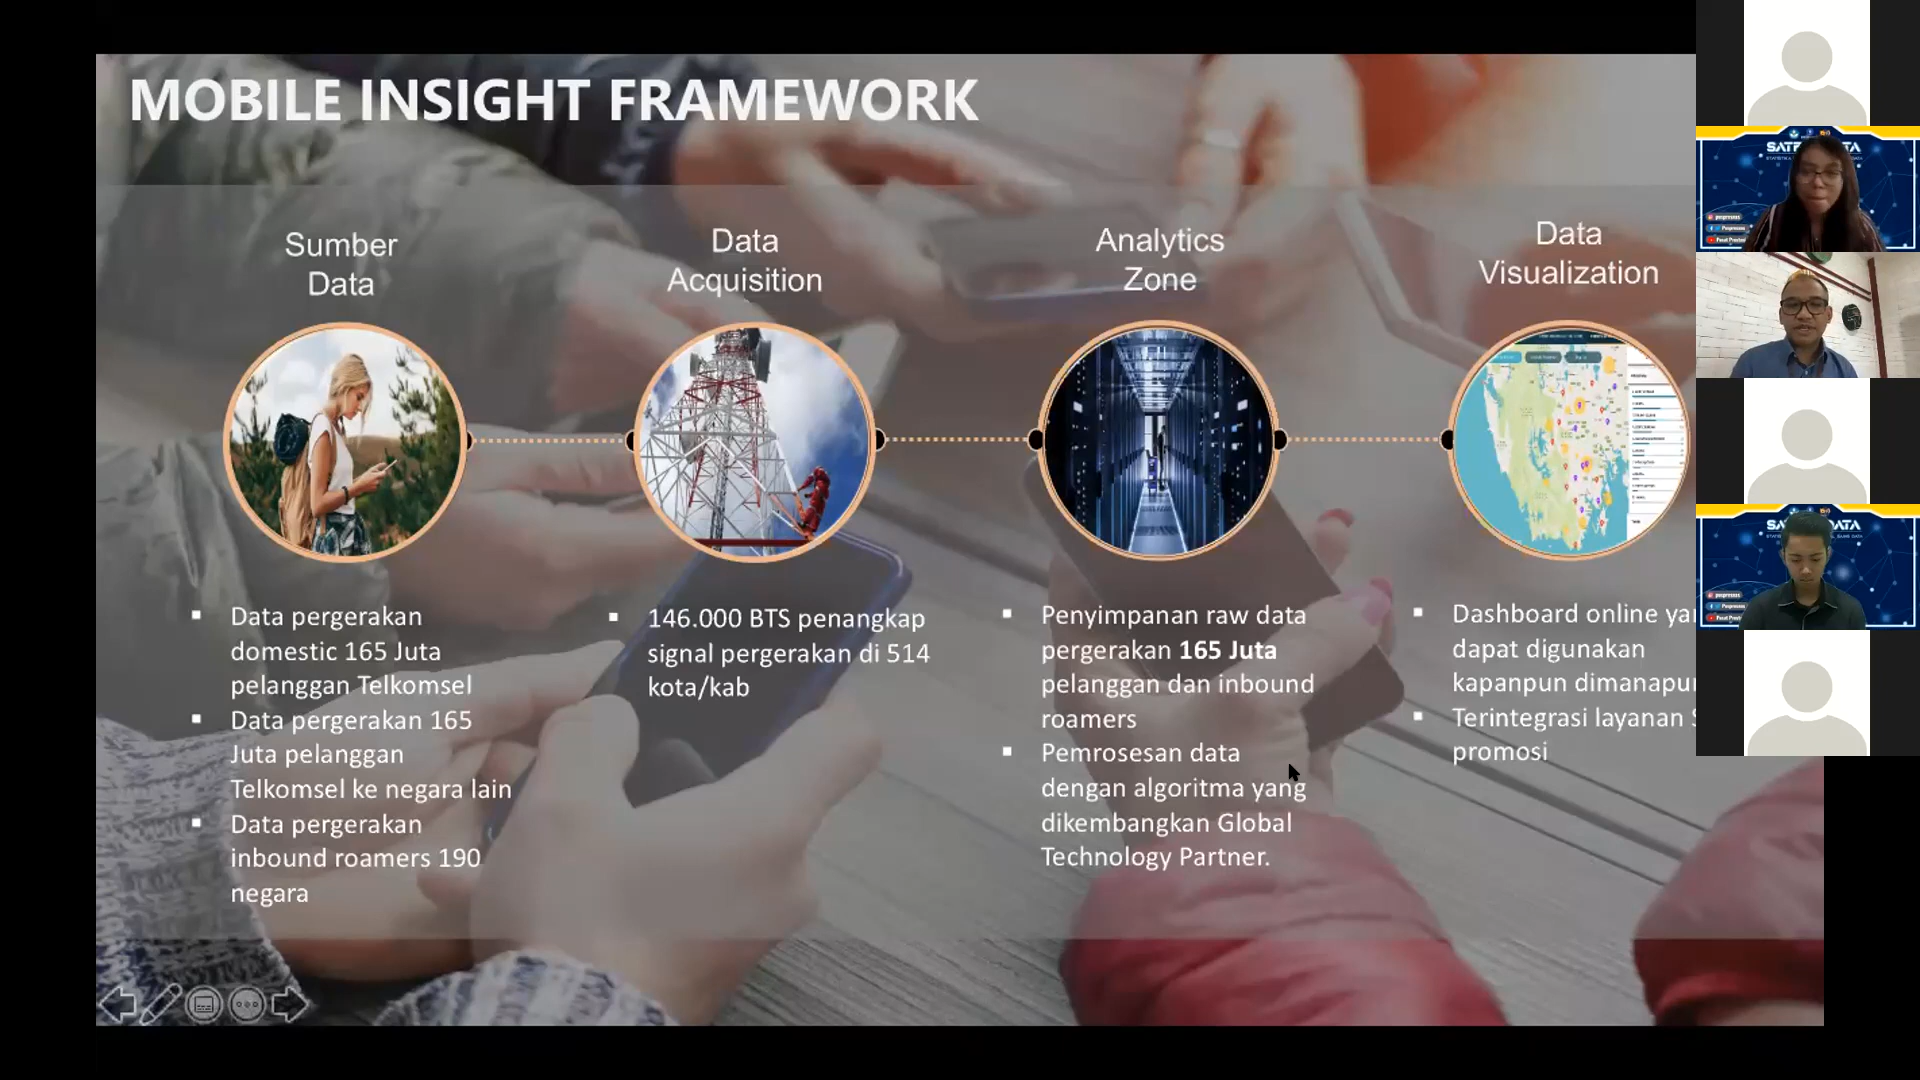 MOBILE INSIGHT FRAMEWORK
Sumber
Data
Data
Acquisition
Analytics
Zone
Data
Visualization
▪ Data pergerakan
domestic 165 Juta
pelanggan Telkomsel
▪ Data pergerakan 165
Juta pelanggan
Telkomsel ke negara lain
▪ Data pergerakan
inbound roamers 190
negara
▪ 146.000 BTS penangkap
signal pergerakan di 514
kota/kab
▪ Penyimpanan raw data
pergerakan 165 Juta
pelanggan dan inbound
roamers
▪ Pemrosesan data
dengan algoritma yang
dikembangkan Global
Technology Partner.
▪ Dashboard online
dapat digunakan
kapanpun
▪ Terintegrasi layanan
promosi